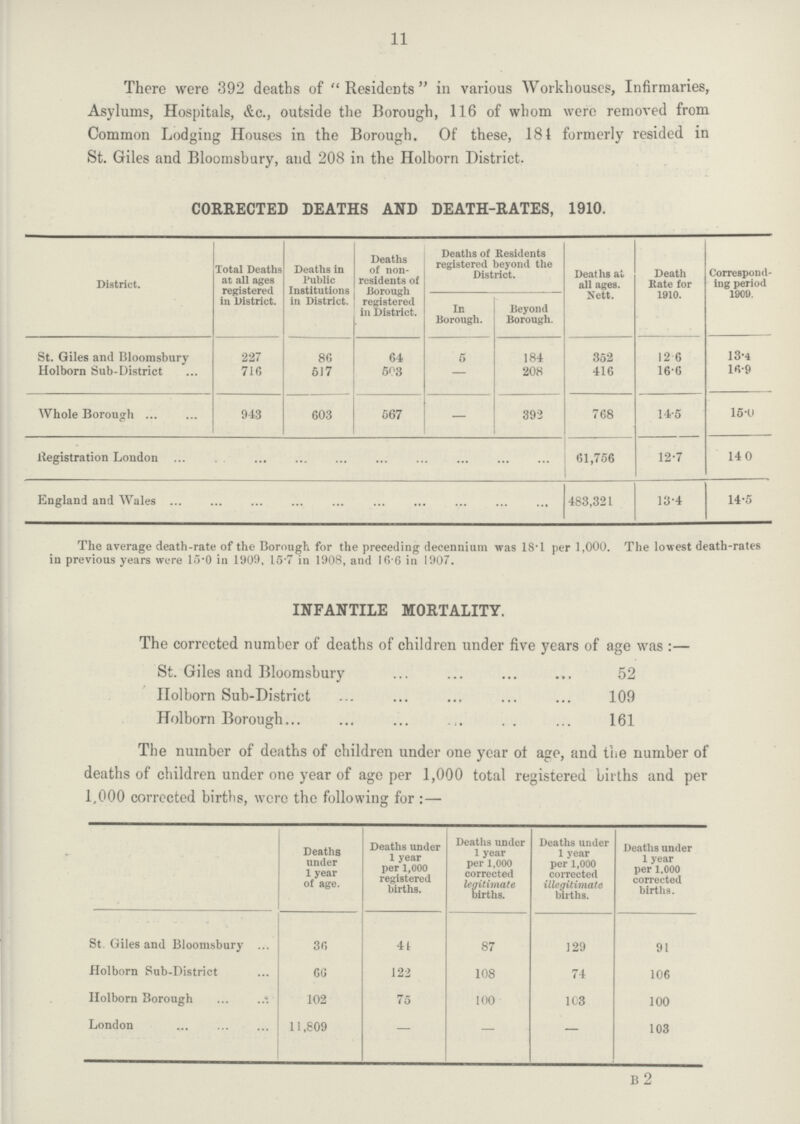 11
There were 392 deaths of "Residents" in various Workhouses, Infirmaries,
Asylums, Hospitals, &c., outside the Borough, 116 of whom were removed from
Common Lodging Houses in the Borough. Of these, 184 formerly resided in
St. Giles and Bloomsbury, and 208 in the Holborn District.
CORRECTED DEATHS AND DEATH-RATES, 1910.
District. | Total Deaths at all ages registered in District. | Deaths in Public Institutions in District. | Deaths of non-residents of Borough registered in District. | Deaths of Residents registered beyond the District. In Borough. | Beyond Borough. | Deaths at all ages. Nett. | Death Rate for 1910. | Corresponding period 1909.
St. Giles and Bloomsbury 227 86 64 5 184 352 12·6 13·4
Holborn Sub-District ... 716 517 503 — 208 416 16·6 16·9
Whole Borough ... ... 943 603 567 — 392 768 14·5 15·0
Registration London ... ... ... ... ... ... ... ... ... ... 61,756 12·7 14·0
England and Wales ... ... ... ... ... ... ... ... ... ... 483,321 13·4 14·5
The average death-rate of the Borough for the preceding decennium was 18·1 per 1,000. The lowest death-rates
in previous years were 15·0 in 1909, 15·7 in 1908, and 16·6 in 1907.
INFANTILE MORTALITY.
The corrected number of deaths of children under five years of age was :—
St. Giles and Bloomsbury ... ... ... ... 52
Holborn Sub-District ... ... ... ... ... 109
Holborn Borough... ... ... ... ... ... 161
The number of deaths of children under one year of age, and the number of
deaths of children under one year of age per 1,000 total registered births and per
1,000 corrected births, were the following for :—
Deaths under 1 year of age. | Deaths under 1 year per 1,000 registered births. | Deaths under 1 year per 1,000 corrected legitimate births. | Deaths under 1 year per 1,000 corrected illegitimate births. | Deaths under 1 year per 1,000 corrected births.
St. Giles and Bloomsbury ... 36 44 87 129 91
Holborn Sub-District ... 66 122 108 74 106
Holborn Borough ... ... 102 75 100 103 100
London ... ... ... 11,809 — — — 103
B 2